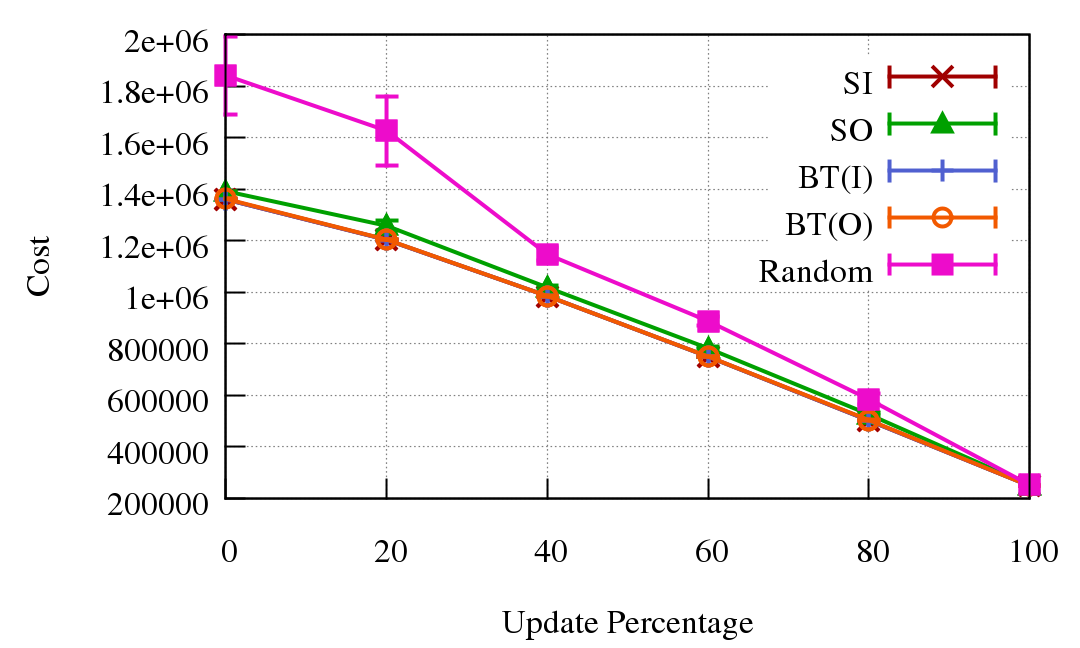 2e+06
1.8e+06
1.6e+06
1.4e+06
1.2e+06
1e+06
800000
600000
400000
200000
Cost
SI
SO
BT(I)
BT(O)
Random
0 20 40 60 80 100
Update Percentage